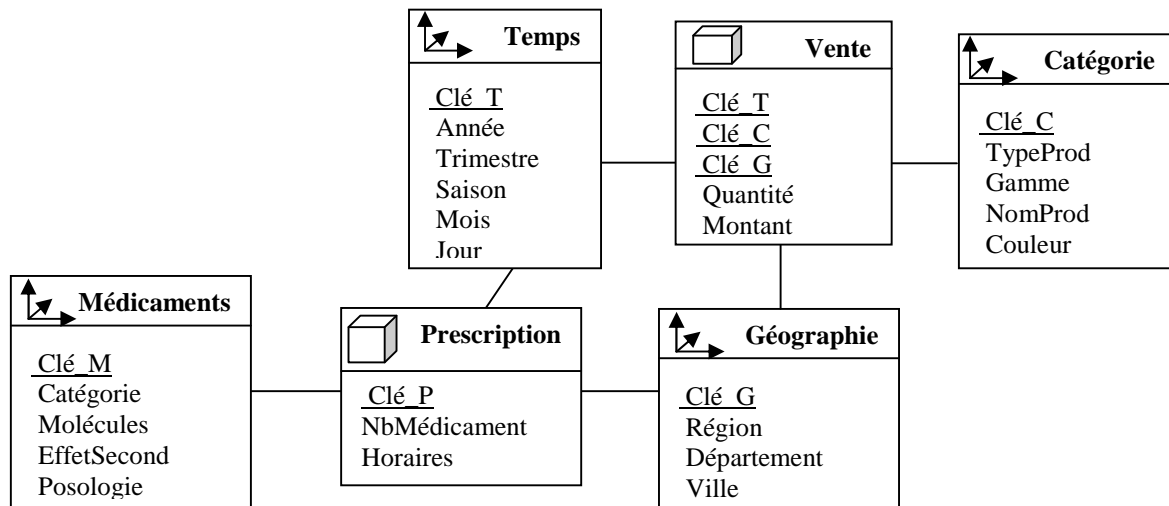 Temps
Clé_T
Année
Trimestre
Saison
Mois
Jour
Vente
Clé_T
Clé_C
Clé_G
Quantité
Montant
Catégorie
Clé_C
TypeProd
Gamme
NomProd
Couleur
Médicaments
Clé_M
Catégorie
Molécules
EffetSecond
Posologie
Prescription
Clé_P
NbMédicament
Horaires
Géographie
Clé_G
Région
Département
Ville